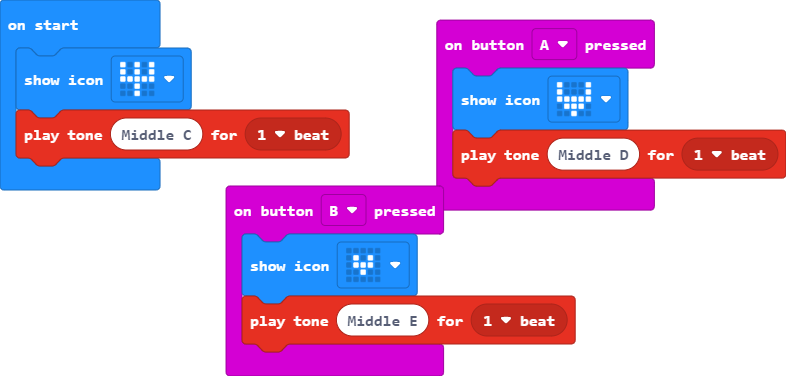 on start
show icon
play tone Middle C for 1 beat
on button A pressed
show icon
play tone Middle D for 1 beat
on button B pressed
show icon
play tone Middle E for 1 beat